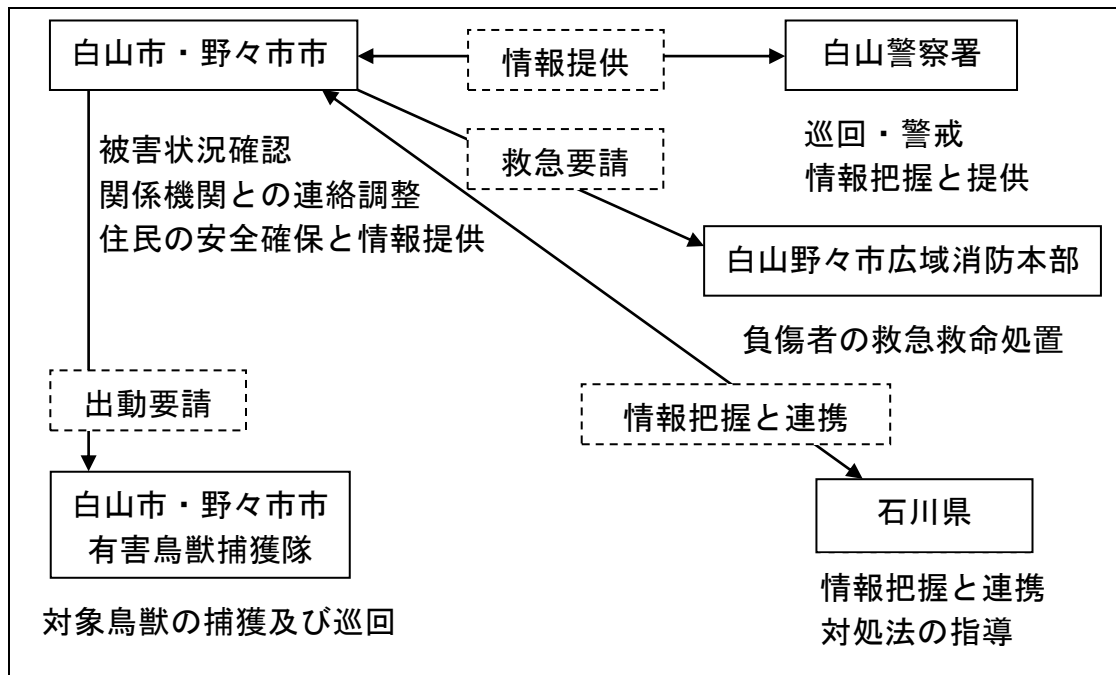 白山市・野々市市
情報提供
白山警察署
被害状況確認
関係機関との連絡調整
住民の安全確保と情報提供
救急要請
巡回・警戒
情報把握と提供
白山野々市広域消防本部
負傷者の救急救命処置
出動要請
情報把握と連携
白山市・野々市市
有害鳥獣捕獲隊
対象鳥獣の捕獲及び巡回
石川県
情報把握と連携
対処法の指導